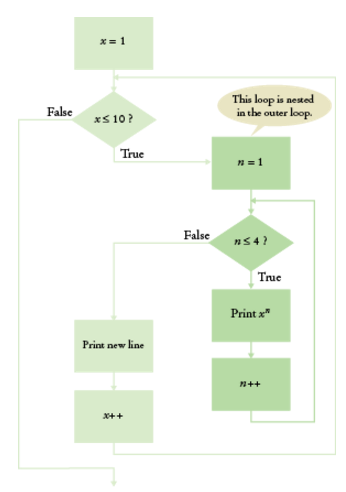 x = 1
This loop is nested
in the outer loop.
False
x ≤ 10 ?
True
n = 1
False
n ≤ 4 ?
True
Print xⁿ
Print new line
n++
x++